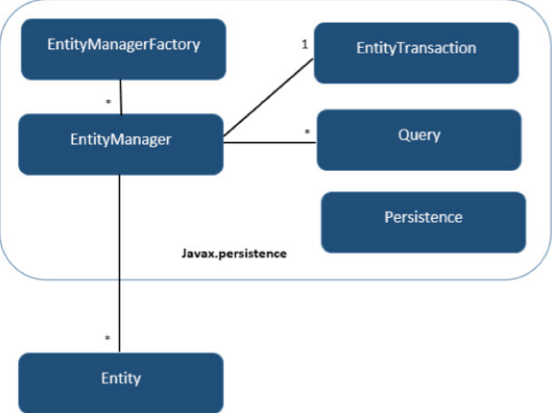 EntityManagerFactory
1
EntityTransaction
*
EntityManager
*
Query
Persistence
Javax.persistence
*
Entity